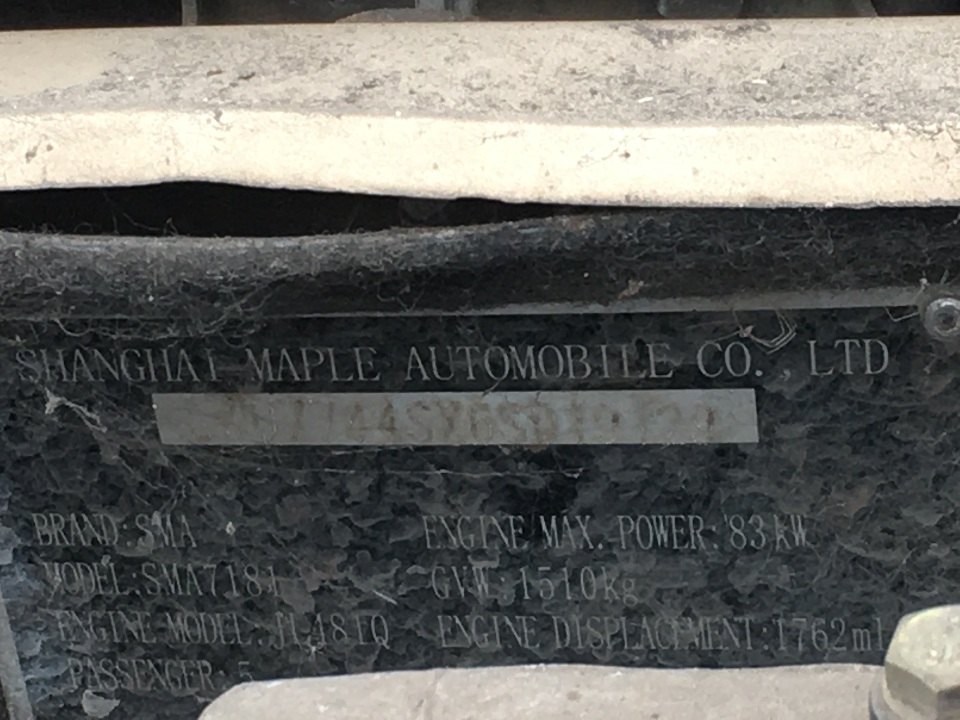 SHANGHAI MAPLE AUTOMOBILE CO., LTD
BRAND:SMA ENGINE MAX. POWER:83kW
MODEL:SMA7181 GVW:1510kg
ENGINE MODEL: ENGINE DISPLACEMENT:1762ml
PASSENGER:5